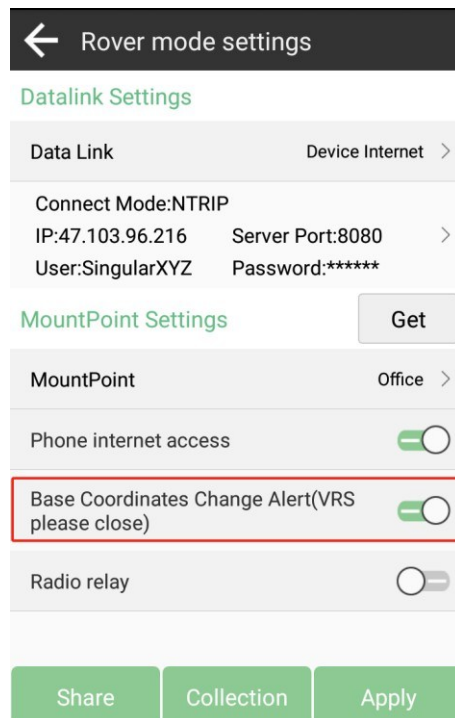 Rover mode settings
Datalink Settings
Data Link Device Internet
Connect Mode:NTRIP
IP:47.103.96.216 Server Port:8080
User:SingularXYZ Password:******
MountPoint Settings Get
MountPoint Office
Phone internet access
Base Coordinates Change Alert(VRS
please close)
Radio relay
Share Collection Apply